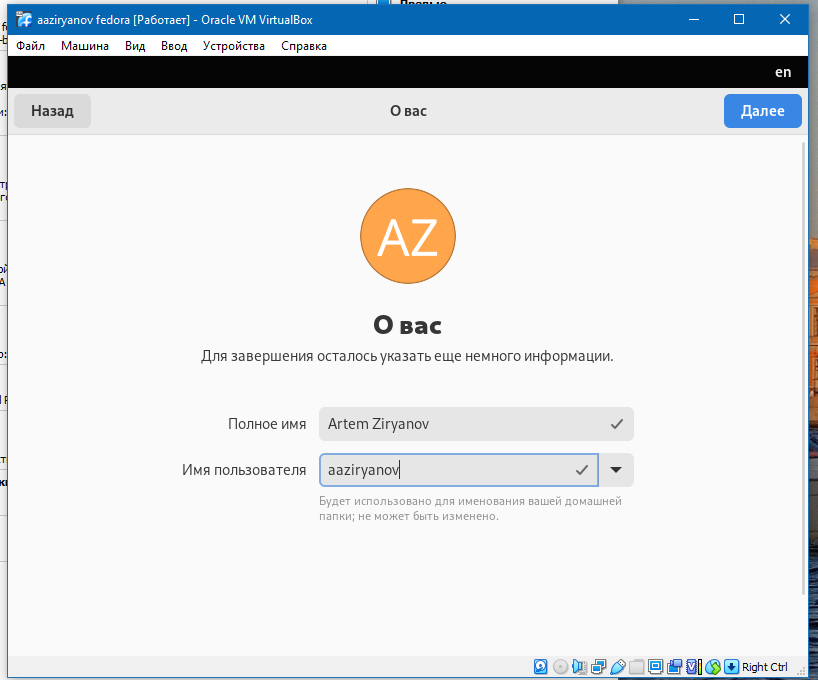 aaziryanov fedora [Работает] - Oracle VM VirtualBox
Файл Машина Вид Ввод Устройства Справка
en
Назад О вас Далее
AZ
О вас
Для завершения осталось указать еще немного информации.
Полное имя Artem Ziryanov
Имя пользователя aaziryanov
Будет использовано для именования вашей домашней
папки; не может быть изменено.
Right Ctrl